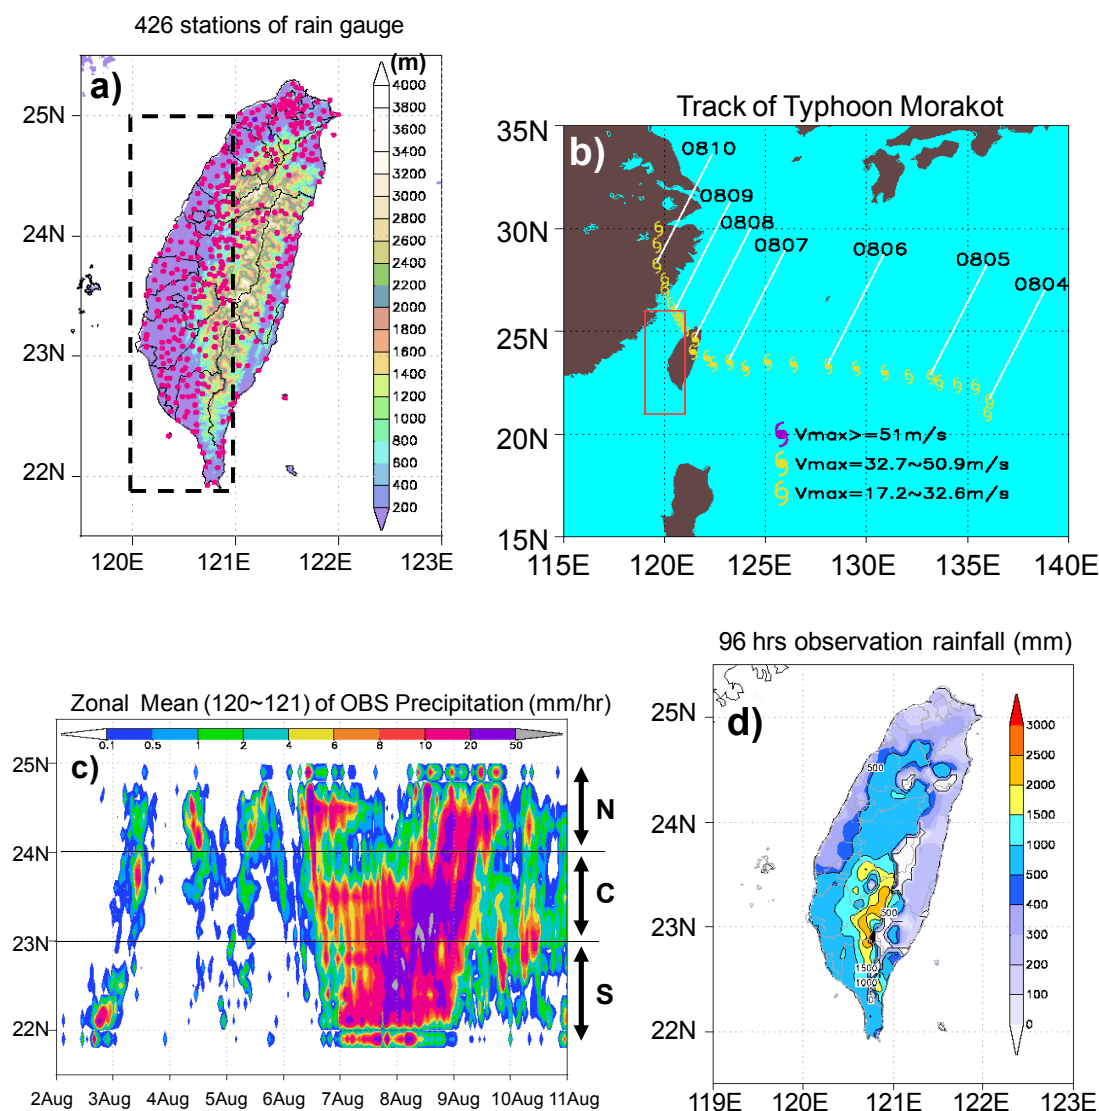 426 stations of rain gauge
a)
(m)
4000
3800
3600
3400
3200
3000
2800
2600
2400
2200
2000
1800
1600
1400
1200
1000
800
600
400
200
25N
24N
23N
22N
120E 121E 122E 123E
Track of Typhoon Morakot
b)
35N
30N
25N
20N
15N
0810
0809
0808
0807
0806
0805
0804
Vmax>=51m/s
Vmax=32.7~50.9m/s
Vmax=17.2~32.6m/s
115E 120E 125E 130E 135E 140E
Zonal Mean (120~121) of OBS Precipitation (mm/hr)
0.1 0.5 1 2 4 6 8 10 20 50
c)
25N
24N
23N
22N
N
C
S
2Aug 3Aug 4Aug 5Aug 6Aug 7Aug 8Aug 9Aug 10Aug 11Aug
96 hrs observation rainfall (mm)
d)
25N
24N
23N
22N
500
500
1500
1000
0
3000
2500
2000
1500
1000
500
400
300
200
100
0
119E 120E 121E 122E 123E